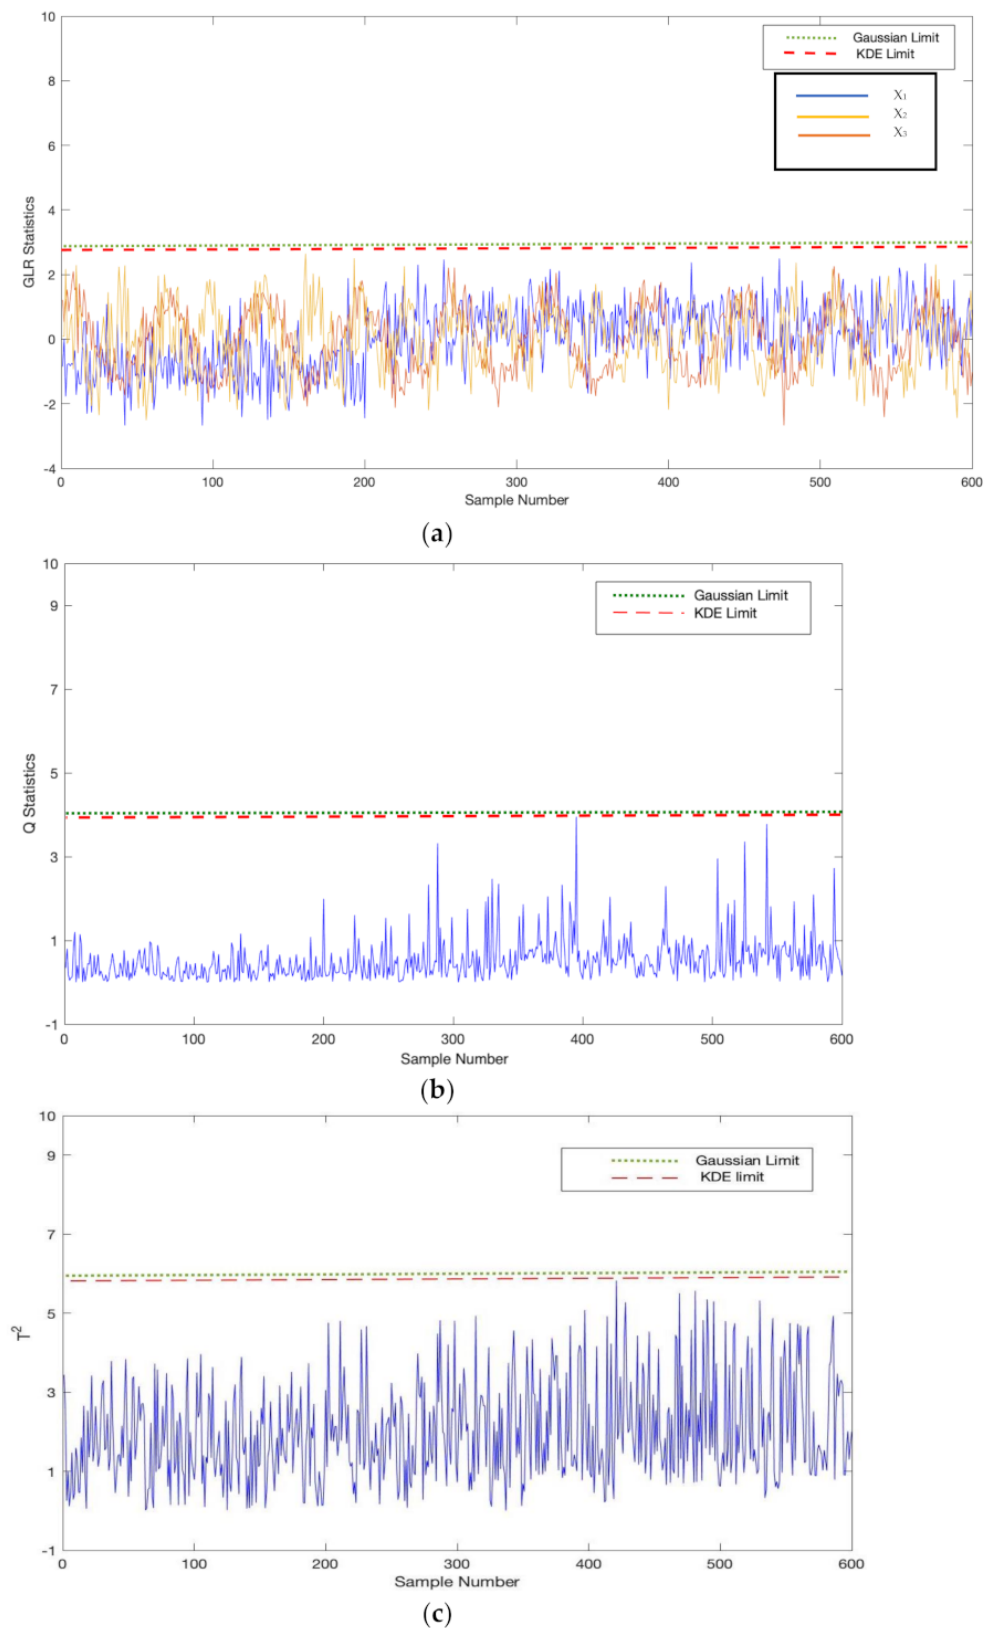 10
8
6
4
2
0
-2
-4
GLR Statistics
Gaussian Limit
KDE Limit
X₁
X₂
X₃
0 100 200 300 400 500 600
Sample Number
(a)
10
9
7
5
3
1
-1
Q Statistics
Gaussian Limit
KDE Limit
0 100 200 300 400 500 600
Sample Number
(b)
10
9
7
5
3
1
-1
T²
Gaussian Limit
KDE limit
0 100 200 300 400 500 600
Sample Number
(c)